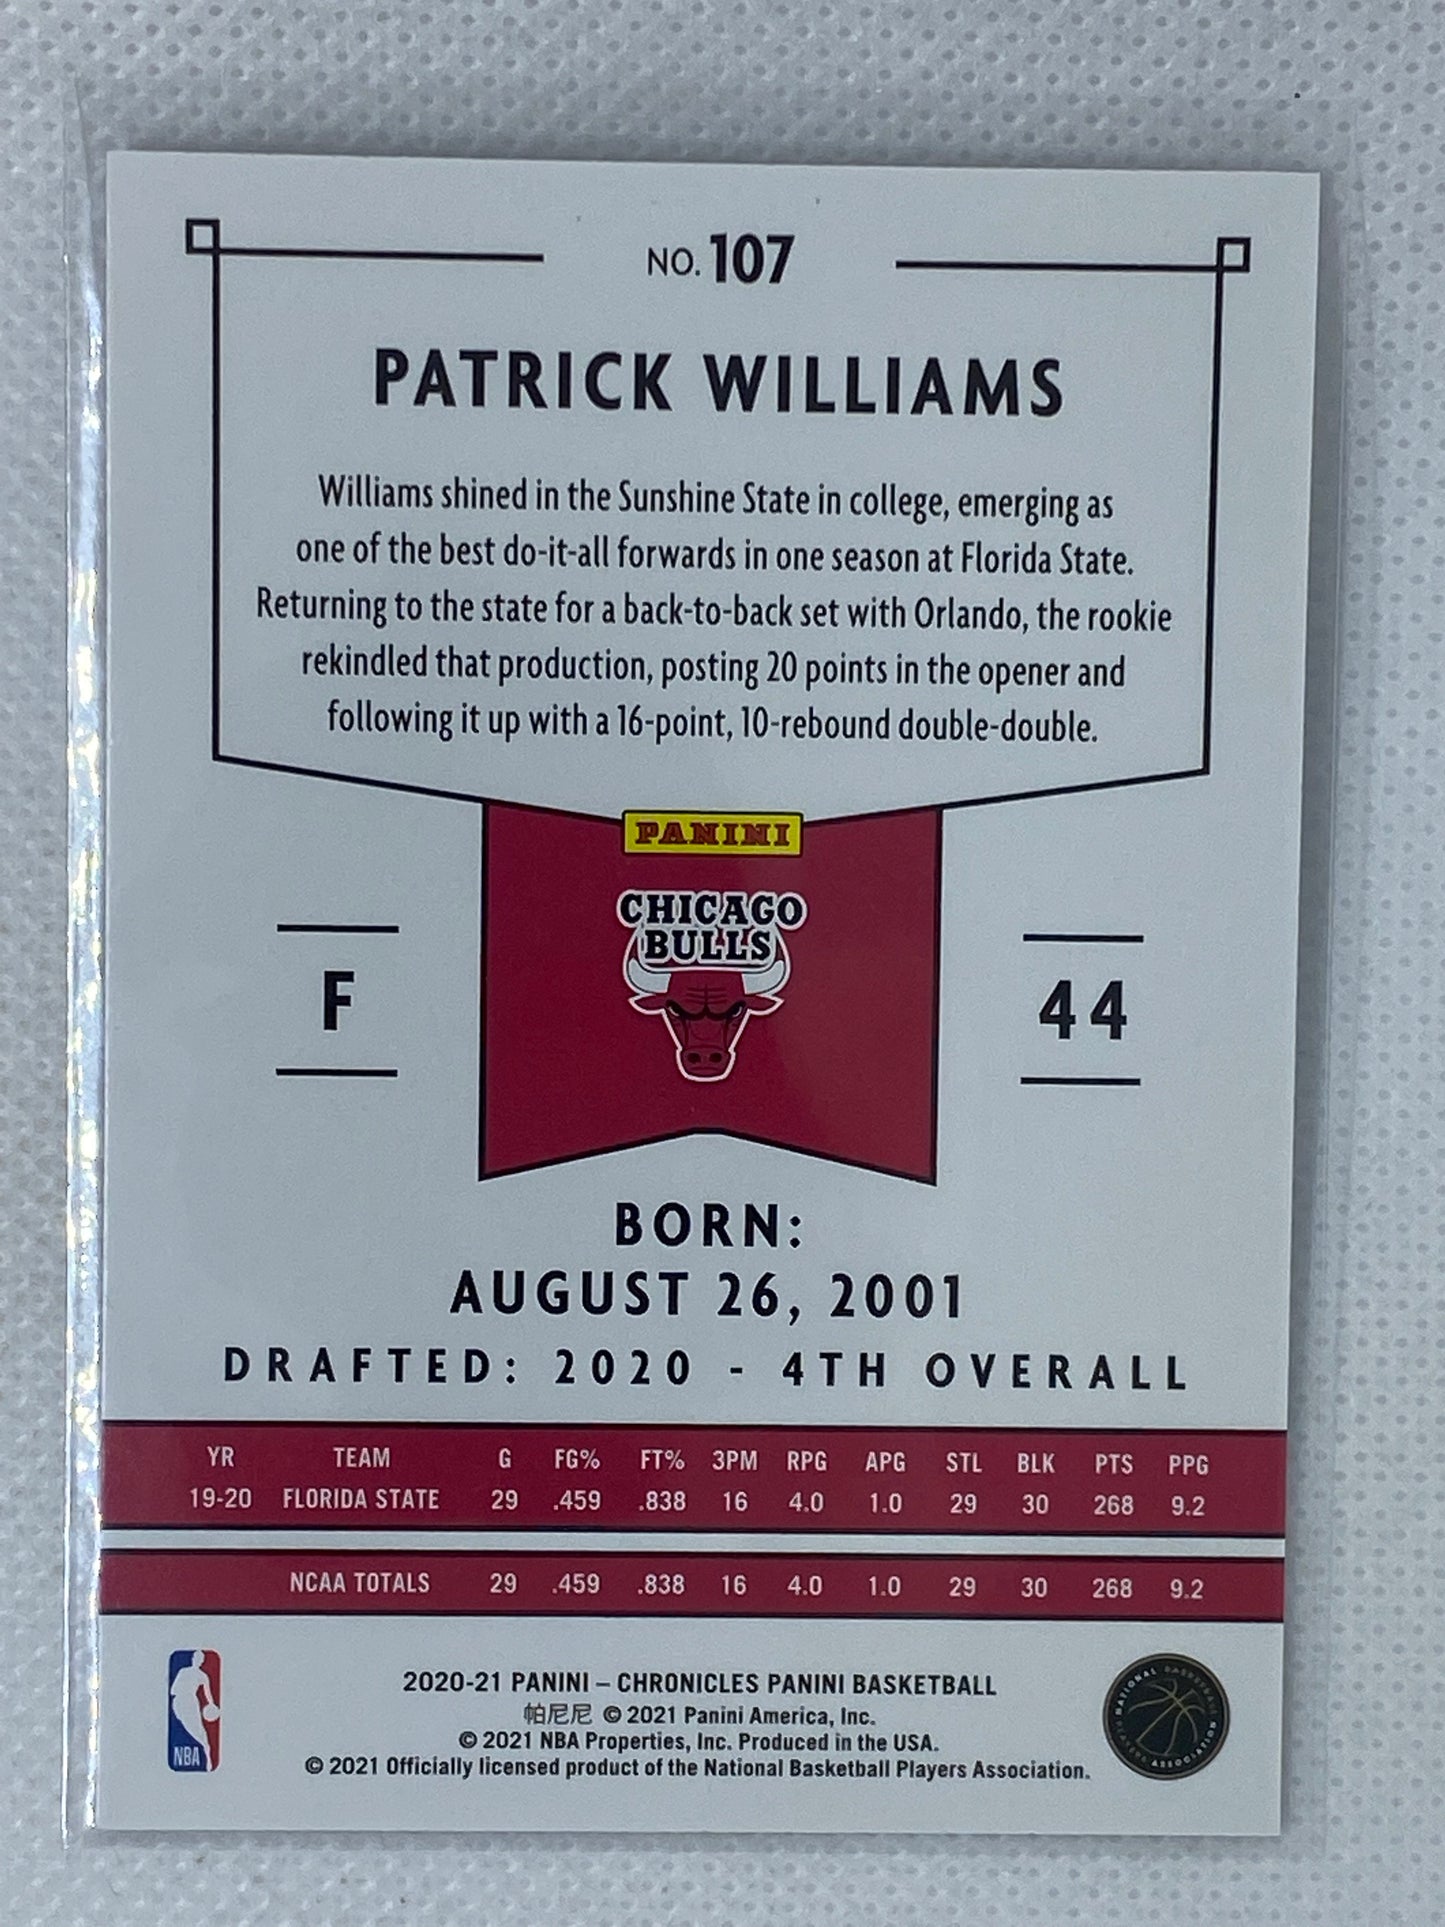 NO. 107
PATRICK WILLIAMS
Williams shined in the Sunshine State in college, emerging as
one of the best do-it-all forwards in one season at Florida State.
Returning to the state for a back-to-back set with Orlando, the rookie
rekindled that production, posting 20 points in the opener and
following it up with a 16-point, 10-rebound double-double.
PANINI
CHICAGO
BULLS
F
44
BORN:
AUGUST 26, 2001
DRAFTED: 2020 - 4TH OVERALL
YR TEAM G FG% FT% 3PM RPG APG STL BLK PTS PPG
19-20 FLORIDA STATE 29 .459 .838 16 4.0 1.0 29 30 268 9.2
NCAA TOTALS 29 .459 .838 16 4.0 1.0 29 30 268 9.2
2020-21 PANINI – CHRONICLES PANINI BASKETBALL
帕尼尼 © 2021 Panini America, Inc.
© 2021 NBA Properties, Inc. Produced in the USA.
© 2021 Officially licensed product of the National Basketball Players Association.
NBA
NATIONAL BASKETBALL PLAYERS ASSOCIATION